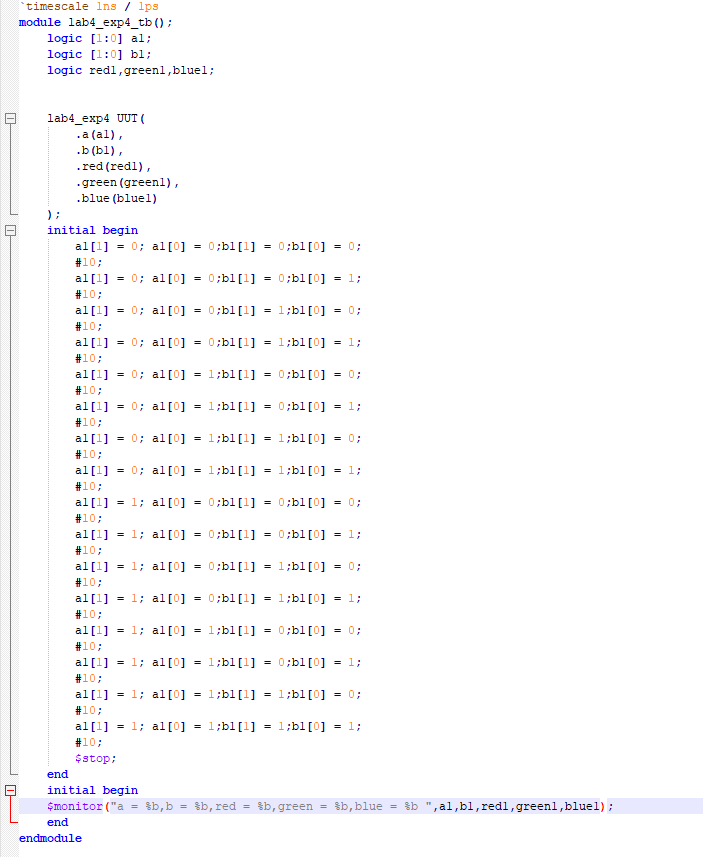 `timescale 1ns / 1ps
module lab4_exp4_tb();
    logic [1:0] a1;
    logic [1:0] b1;
    logic red1,green1,blue1;


    lab4_exp4 UUT(
        .a(a1),
        .b(b1),
        .red(red1),
        .green(green1),
        .blue(blue1)
    );
    initial begin
        a1[1] = 0; a1[0] = 0;b1[1] = 0;b1[0] = 0;
        #10;
        a1[1] = 0; a1[0] = 0;b1[1] = 0;b1[0] = 1;
        #10;
        a1[1] = 0; a1[0] = 0;b1[1] = 1;b1[0] = 0;
        #10;
        a1[1] = 0; a1[0] = 0;b1[1] = 1;b1[0] = 1;
        #10;
        a1[1] = 0; a1[0] = 1;b1[1] = 0;b1[0] = 0;
        #10;
        a1[1] = 0; a1[0] = 1;b1[1] = 0;b1[0] = 1;
        #10;
        a1[1] = 0; a1[0] = 1;b1[1] = 1;b1[0] = 0;
        #10;
        a1[1] = 0; a1[0] = 1;b1[1] = 1;b1[0] = 1;
        #10;
        a1[1] = 1; a1[0] = 0;b1[1] = 0;b1[0] = 0;
        #10;
        a1[1] = 1; a1[0] = 0;b1[1] = 0;b1[0] = 1;
        #10;
        a1[1] = 1; a1[0] = 0;b1[1] = 1;b1[0] = 0;
        #10;
        a1[1] = 1; a1[0] = 0;b1[1] = 1;b1[0] = 1;
        #10;
        a1[1] = 1; a1[0] = 1;b1[1] = 0;b1[0] = 0;
        #10;
        a1[1] = 1; a1[0] = 1;b1[1] = 0;b1[0] = 1;
        #10;
        a1[1] = 1; a1[0] = 1;b1[1] = 1;b1[0] = 0;
        #10;
        a1[1] = 1; a1[0] = 1;b1[1] = 1;b1[0] = 1;
        #10;
        $stop;
    end
    initial begin
    $monitor("a = %b,b = %b,red = %b,green = %b,blue = %b ",a1,b1,red1,green1,blue1);
    end
endmodule